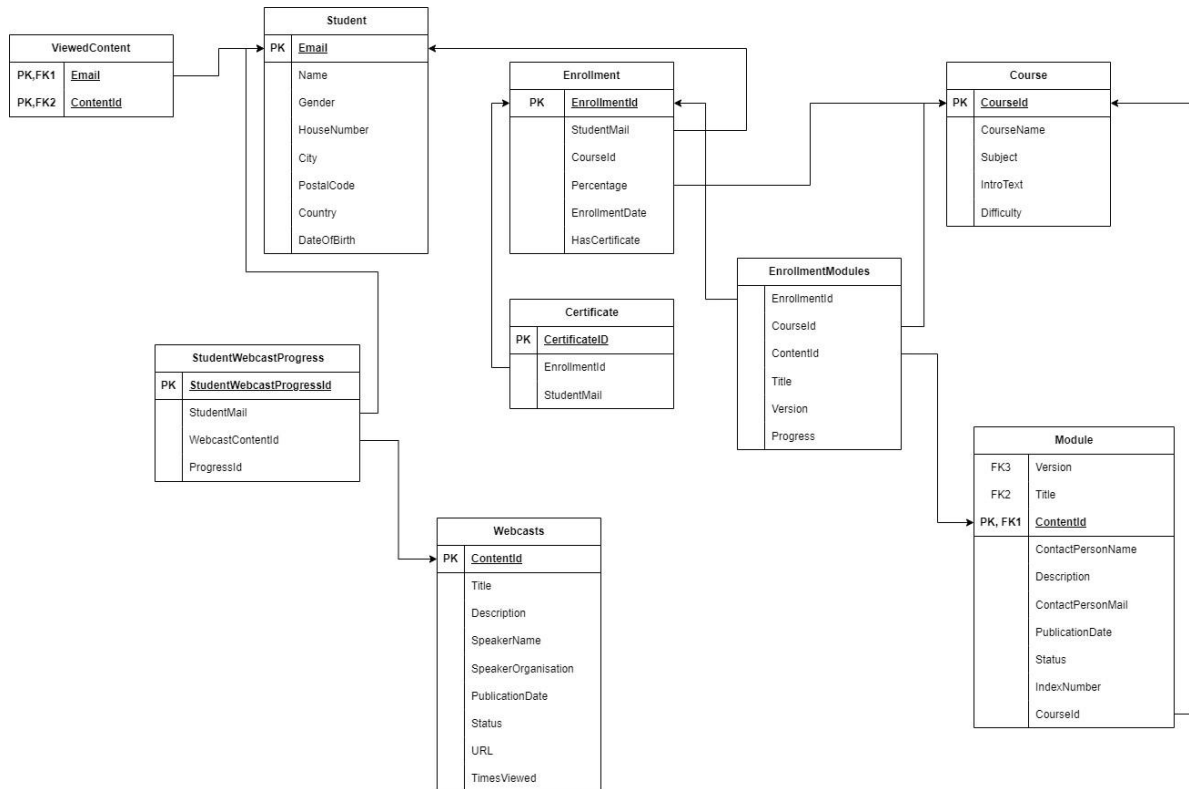 Student
PK Email
Name
Gender
HouseNumber
City
PostalCode
Country
DateOfBirth
ViewedContent
PK,FK1 Email
PK,FK2 ContentId
Enrollment
PK EnrollmentId
StudentMail
CourseId
Percentage
EnrollmentDate
HasCertificate
Course
PK CourseId
CourseName
Subject
IntroText
Difficulty
EnrollmentModules
EnrollmentId
CourseId
ContentId
Title
Version
Progress
Certificate
PK CertificateID
EnrollmentId
StudentMail
StudentWebcastProgress
PK StudentWebcastProgressId
StudentMail
WebcastContentId
ProgressId
Module
FK3 Version
FK2 Title
PK, FK1 ContentId
ContactPersonName
Description
ContactPersonMail
PublicationDate
Status
IndexNumber
CourseId
Webcasts
PK ContentId
Title
Description
SpeakerName
SpeakerOrganisation
PublicationDate
Status
URL
TimesViewed